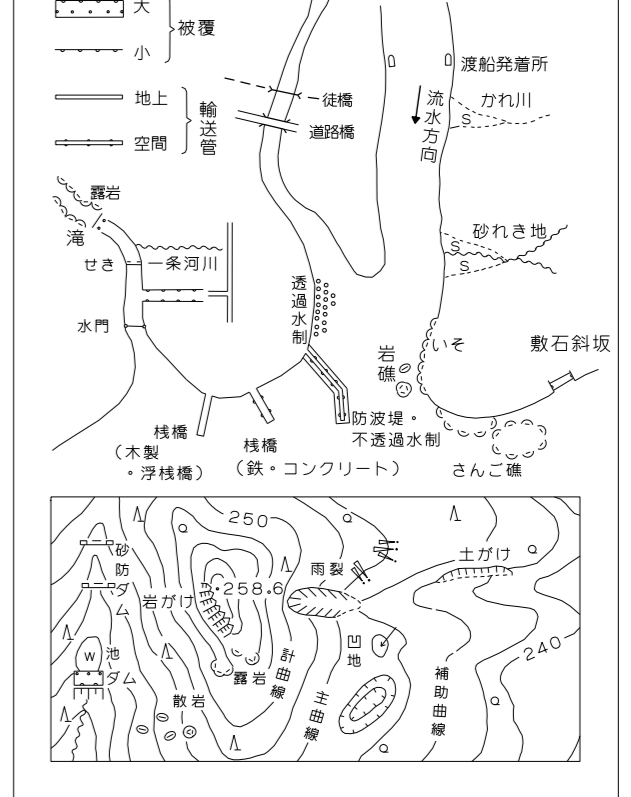 大
小
被覆
地上
空間
輸送管
徒橋
道路橋
渡船発着所
流水方向
かれ川
S
露岩
滝
せき
一条河川
水門
透過水制
砂れき地
S
S
岩礁
いそ
敷石斜坂
桟橋
(木製
。浮桟橋)
桟橋
(鉄・コンクリート)
防波堤・
不透過水制
さんご礁
250
砂防ダム
岩がけ
258.6
雨裂
土がけ
W
池
ダム
散岩
露岩
計曲線
主曲線
凹地
補助曲線
240